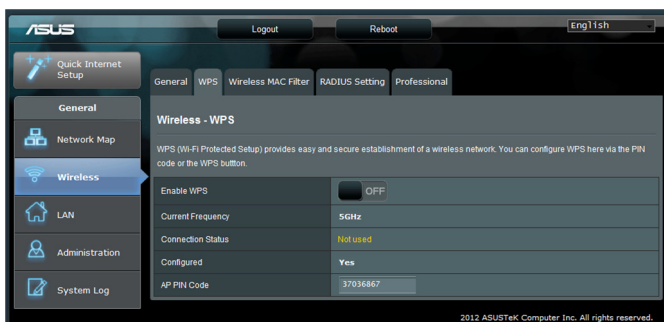 ASUS
Logout
Reboot
English
Quick Internet
Setup
General
WPS
Wireless MAC Filter
RADIUS Setting
Professional
General
Network Map
Wireless
LAN
Administration
System Log
Wireless - WPS
WPS (Wi-Fi Protected Setup) provides easy and secure establishment of a wireless network. You can configure WPS here via the PIN
code or the WPS buttton.
Enable WPS
OFF
Current Frequency
5GHz
Connection Status
Not used
Configured
Yes
AP PIN Code
37036867
2012 ASUSTeK Computer Inc. All rights reserved.